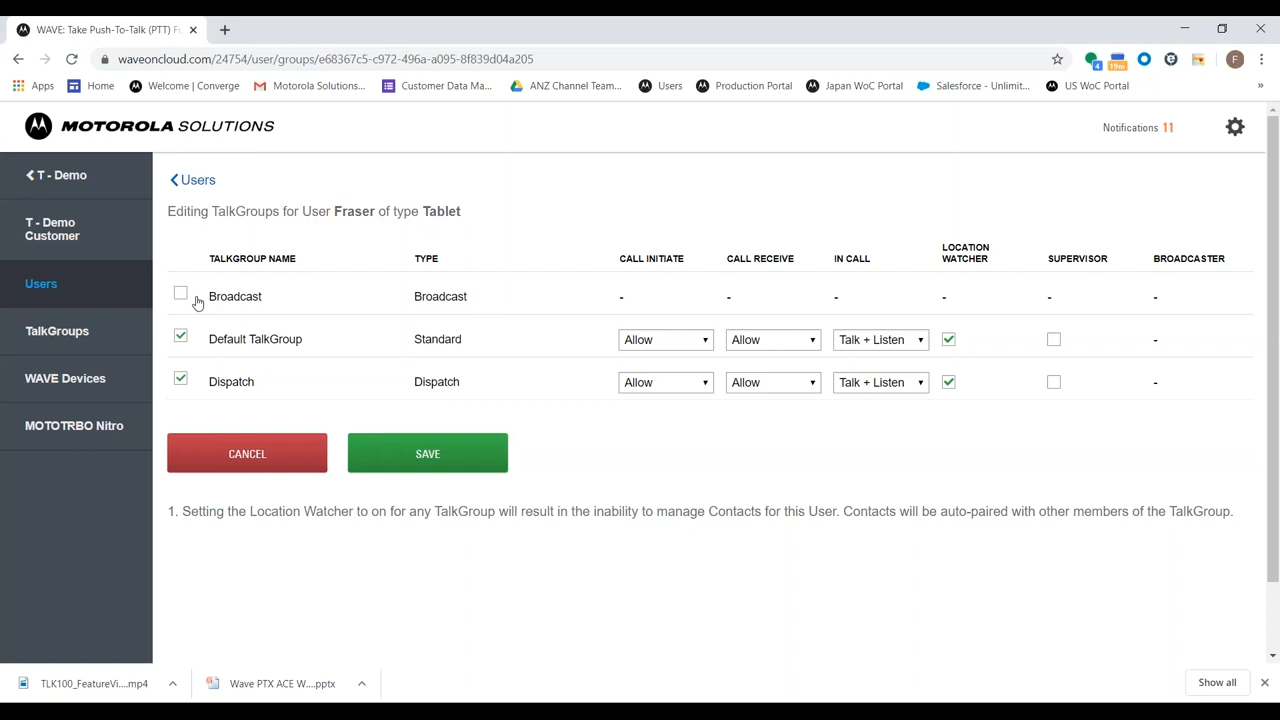 WAVE: Take Push-To-Talk (PTT) F
waveoncloud.com/24754/user/groups/e68367c5-c972-496a-a095-8f839d04a205
4
19m
F
Apps Home Welcome | Converge Motorola Solutions... Customer Data Ma... ANZ Channel Team... Users Production Portal Japan WoC Portal Salesforce - Unlimit... US WoC Portal »
MOTOROLA SOLUTIONS
Notifications 11
T - Demo
T - Demo
Customer
Users
TalkGroups
WAVE Devices
MOTOTRBO Nitro
Users
Editing TalkGroups for User Fraser of type Tablet
TALKGROUP NAME TYPE CALL INITIATE CALL RECEIVE IN CALL LOCATION WATCHER SUPERVISOR BROADCASTER
Broadcast Broadcast - - - - - -
Default TalkGroup Standard Allow Allow Talk + Listen -
Dispatch Dispatch Allow Allow Talk + Listen -
CANCEL SAVE
1. Setting the Location Watcher to on for any TalkGroup will result in the inability to manage Contacts for this User. Contacts will be auto-paired with other members of the TalkGroup.
TLK100_FeatureVi....mp4 Wave PTX ACE W....pptx Show all